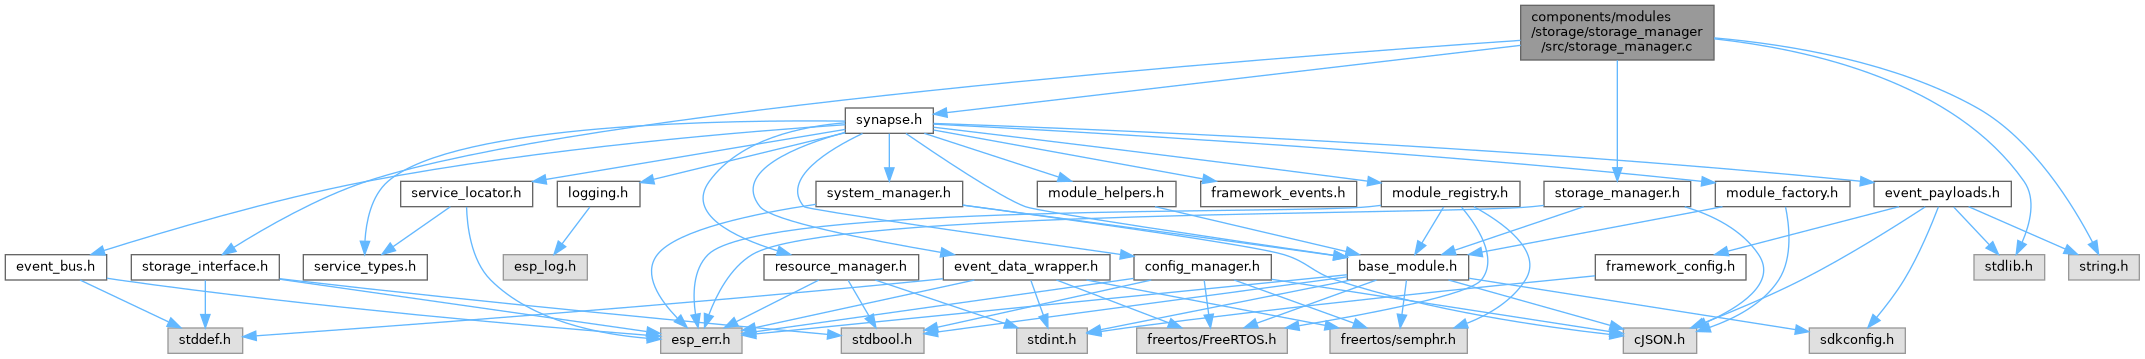 components/modules
/storage/storage_manager
/src/storage_manager.c
synapse.h
service_locator.h
logging.h
system_manager.h
module_helpers.h
framework_events.h
module_registry.h
storage_manager.h
module_factory.h
event_payloads.h
event_bus.h
storage_interface.h
service_types.h
esp_log.h
resource_manager.h
event_data_wrapper.h
config_manager.h
base_module.h
framework_config.h
stdlib.h
string.h
stddef.h
esp_err.h
stdbool.h
stdint.h
freertos/FreeRTOS.h
freertos/semphr.h
cJSON.h
sdkconfig.h